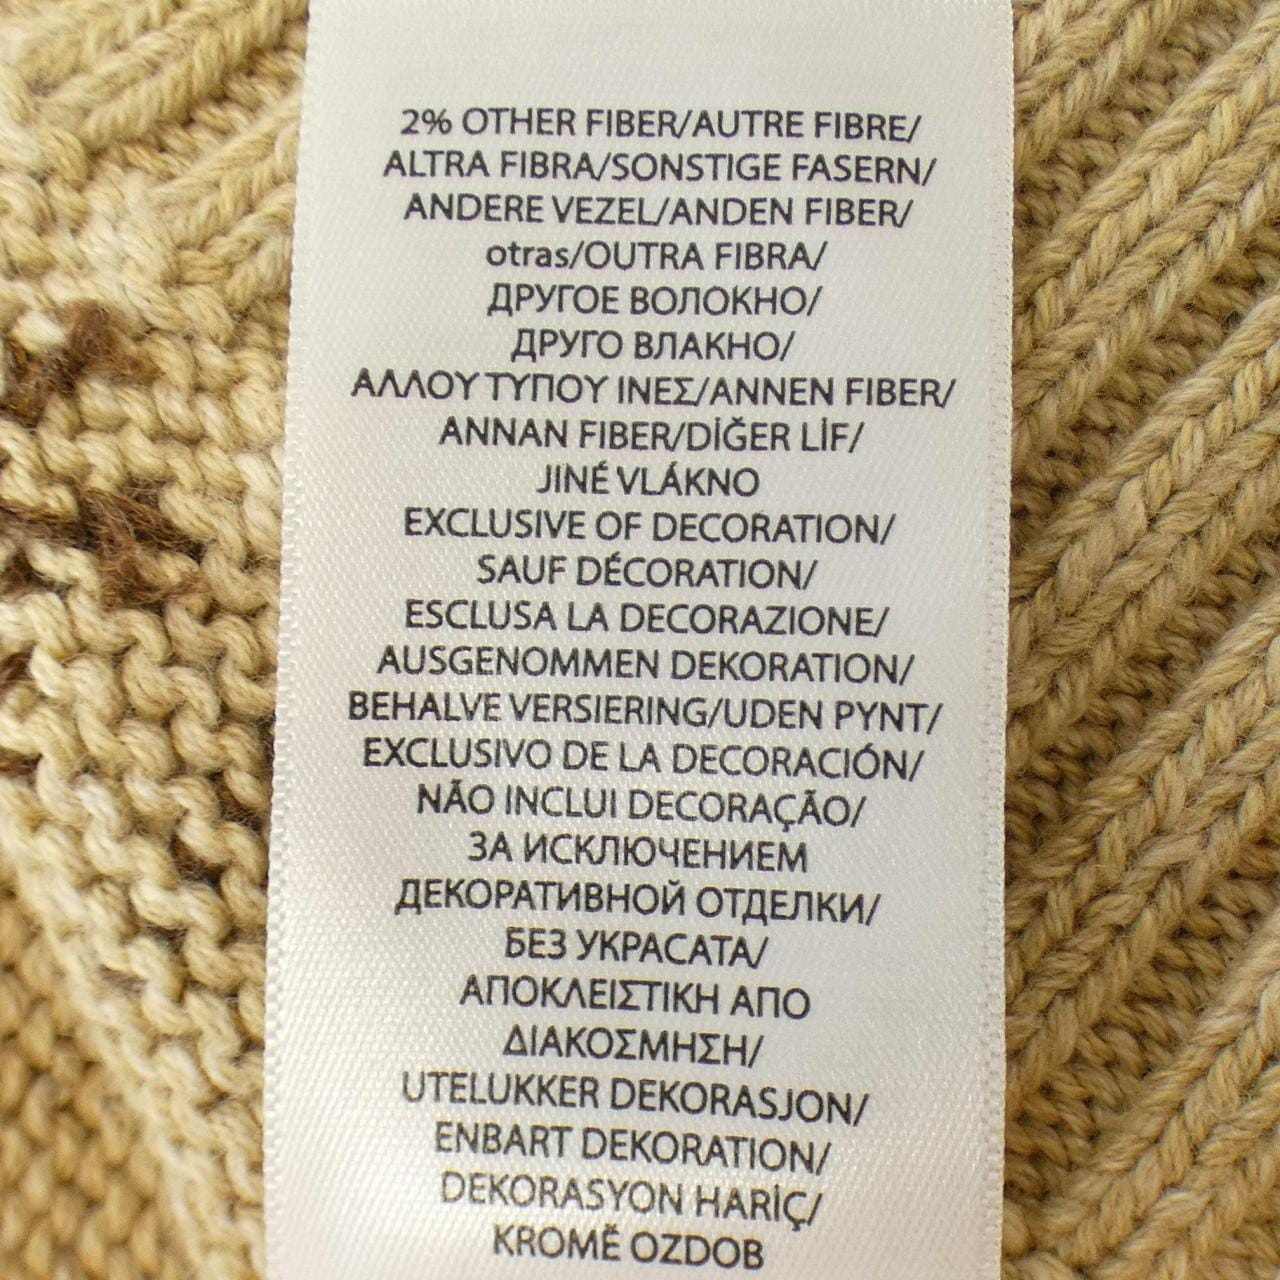 2% OTHER FIBER/AUTRE FIBRE/
ALTRA FIBRA/SONSTIGE FASERN/
ANDERE VEZEL/ANDEN FIBER/
otras/OUTRA FIBRA/
ДРУГОЕ ВОЛОКНО/
ДРУГО ВЛАКНО/
ΑΛΛΟΥ ΤΥΠΟΥ ΙΝΕΣ/ANNEN FIBER/
ANNAN FIBER/DİĞER LİF/
JINÉ VLÁKNO
EXCLUSIVE OF DECORATION/
SAUF DÉCORATION/
ESCLUSA LA DECORAZIONE/
AUSGENOMMEN DEKORATION/
BEHALVE VERSIERING/UDEN PYNT/
EXCLUSIVO DE LA DECORACIÓN/
NÃO INCLUI DECORAÇÃO/
ЗА ИСКЛЮЧЕНИЕМ
ДЕКОРАТИВНОЙ ОТДЕЛКИ/
БЕЗ УКРАСАТА/
ΑΠΟΚΛΕΙΣΤΙΚΗ ΑΠΟ
ΔΙΑΚΟΣΜΗΣΗ/
UTELUKKER DEKORASJON/
ENBART DEKORATION/
DEKORASYON HARİÇ/
KROMĚ OZDOB